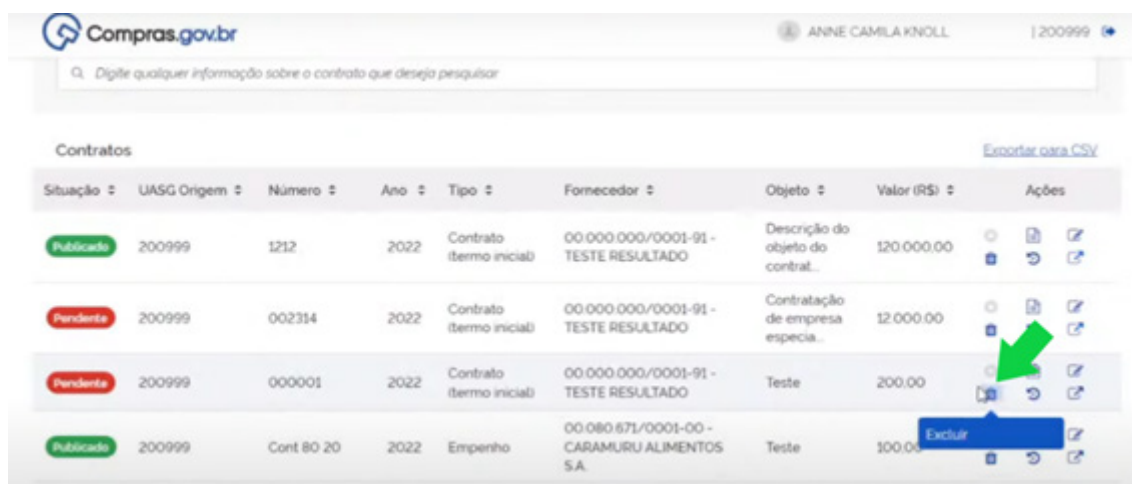 Compras.gov.br
ANNE CAMILA KNOLL | 200999
Digite qualquer informação sobre o contrato que deseja pesquisar
Contratos Exportar para CSV
Situação UASG Origem Número Ano Tipo Fornecedor Objeto Valor (R$) Ações
Publicado 200999 1212 2022 Contrato (termo inicial) 00.000.000/0001-91 - TESTE RESULTADO Descrição do objeto do contrat... 120.000,00
Pendente 200999 002314 2022 Contrato (termo inicial) 00.000.000/0001-91 - TESTE RESULTADO Contratação de empresa especia... 12.000,00
Pendente 200999 000001 2022 Contrato (termo inicial) 00.000.000/0001-91 - TESTE RESULTADO Teste 200,00
Excluir
Publicado 200999 Cont 80 20 2022 Empenho 00.080.671/0001-00 - CARAMURU ALIMENTOS S.A. Teste 100,00